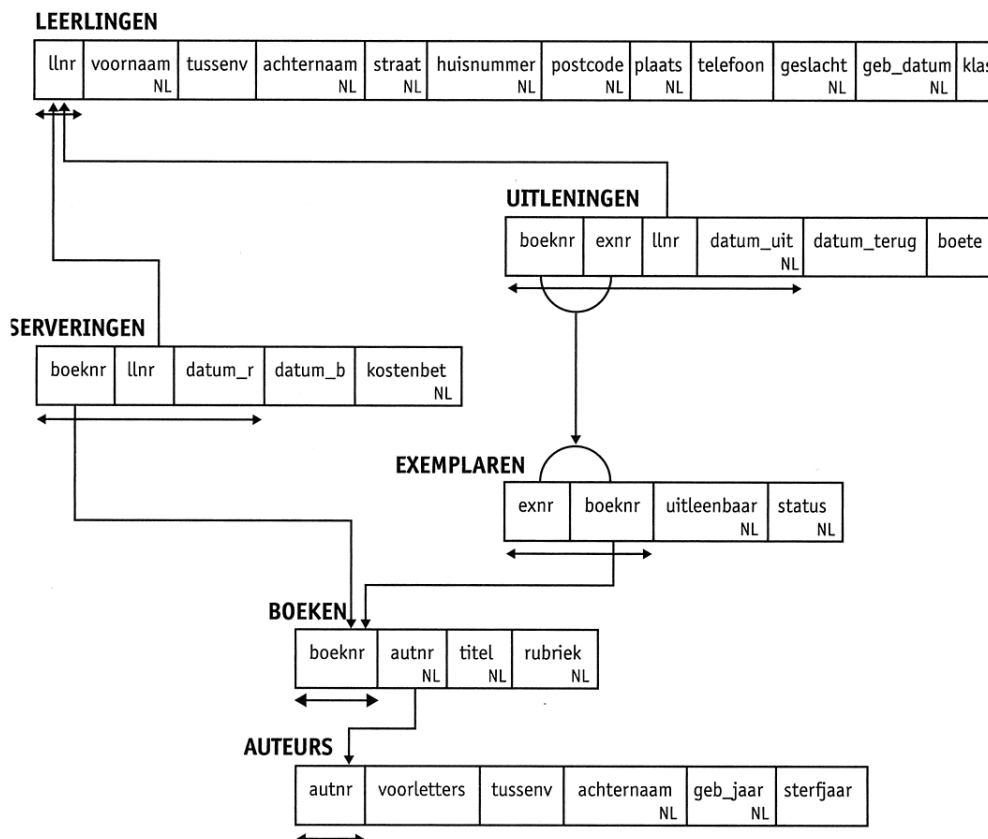 LEERLINGEN
llnr voornaam tussenv achternaam straat huisnummer postcode plaats telefoon geslacht geb_datum klas
NL NL NL NL NL NL NL NL
UITLENINGEN
boeknr exnr llnr datum_uit datum_terug boete
NL
SERVERINGEN
boeknr llnr datum_r datum_b kostenbet
NL
EXEMPLAREN
exnr boeknr uitleenbaar status
NL NL
BOEKEN
boeknr autnr titel rubriek
NL NL NL
AUTEURS
autnr voorletters tussenv achternaam geb_jaar sterfjaar
NL NL